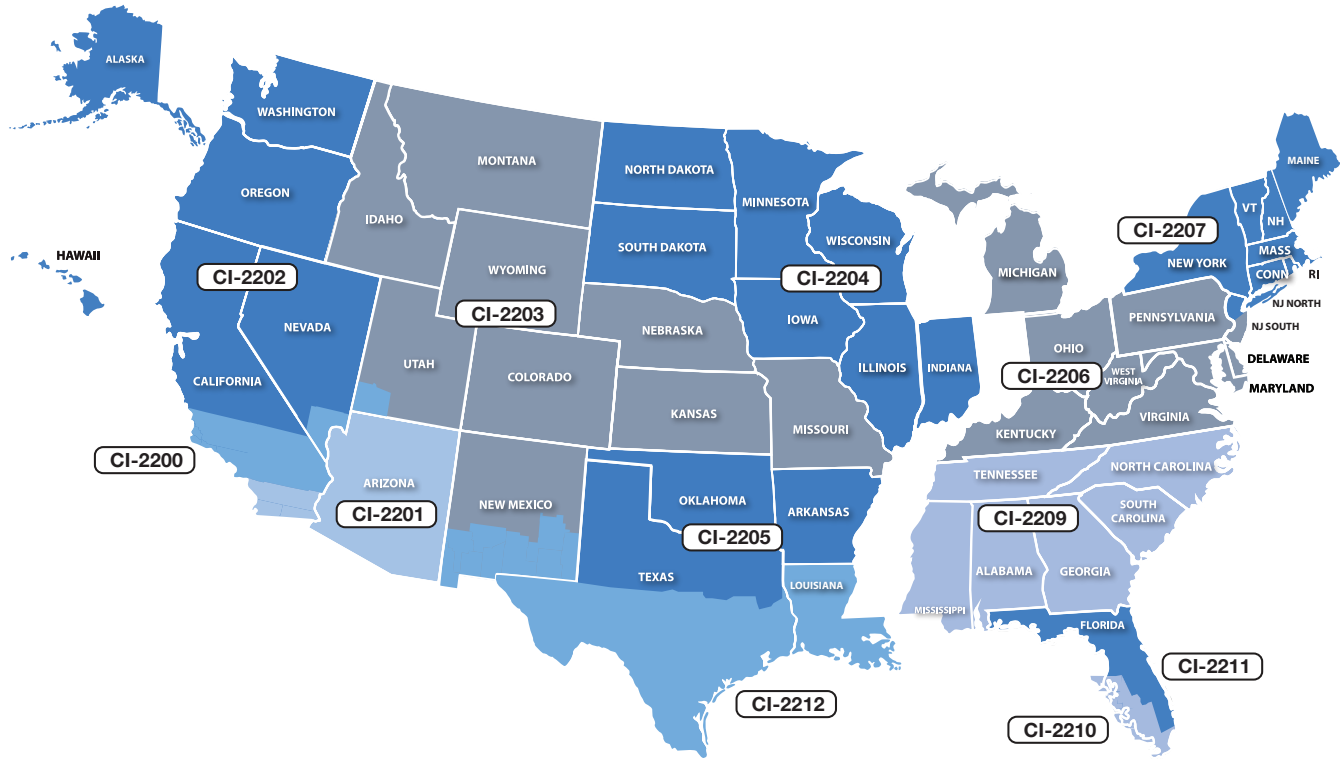 ALASKA
WASHINGTON
OREGON
IDAHO
MONTANA
NORTH DAKOTA
MINNESOTA
SOUTH DAKOTA
WISCONSIN
MICHIGAN
MAINE
VT
NH
MASS
CONN
RI
NEW YORK
CI-2207
HAWAII
CI-2202
NEVADA
CALIFORNIA
WYOMING
CI-2203
CI-2204
IOWA
NEBRASKA
UTAH
COLORADO
ILLINOIS
INDIANA
OHIO
PENNSYLVANIA
NJ NORTH
NJ SOUTH
DELAWARE
MARYLAND
CI-2206
WEST
VIRGINIA
VIRGINIA
KENTUCKY
KANSAS
MISSOURI
CI-2200
ARIZONA
CI-2201
NEW MEXICO
OKLAHOMA
ARKANSAS
CI-2205
TEXAS
LOUISIANA
TENNESSEE
NORTH CAROLINA
SOUTH
CAROLINA
CI-2209
ALABAMA
GEORGIA
MISSISSIPPI
FLORIDA
CI-2211
CI-2212
CI-2210